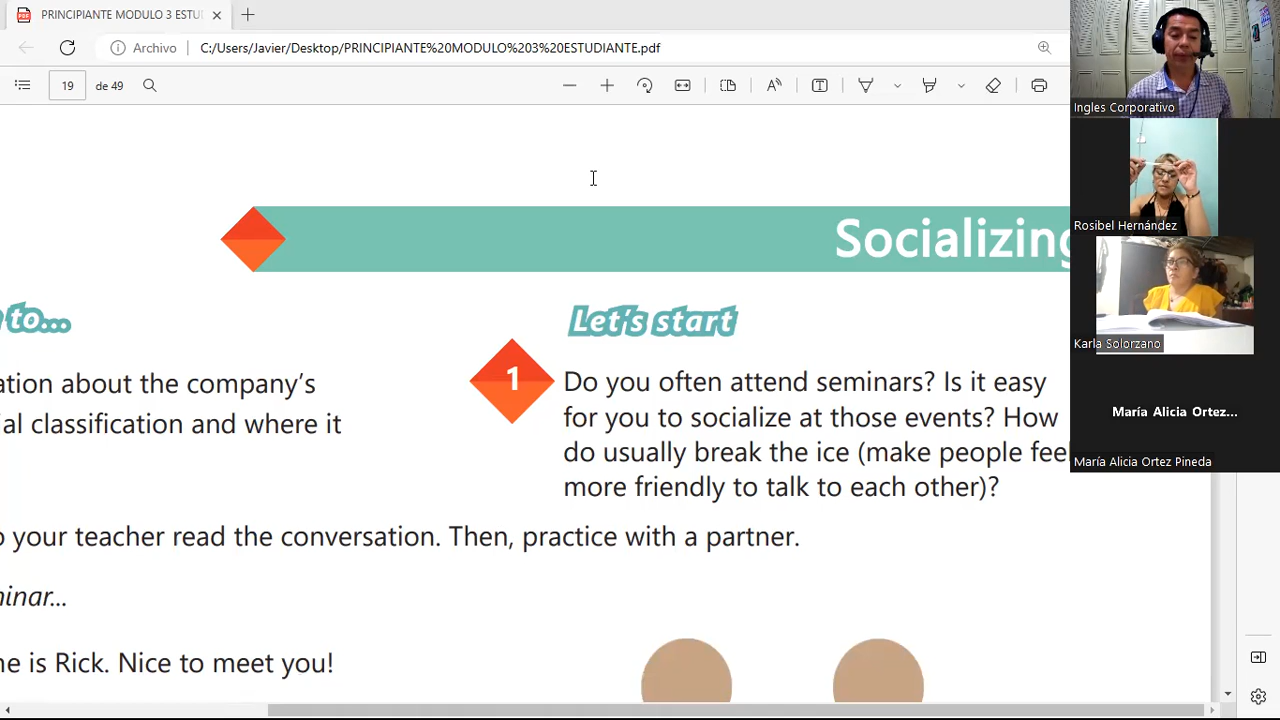 PRINCIPIANTE MODULO 3 ESTU
Archivo
C:/Users/Javier/Desktop/PRINCIPIANTE%20MODULO%203%20ESTUDIANTE.pdf
19
de 49
Socializing
to...
Let's start
ation about the company's
al classification and where it
1
Do you often attend seminars? Is it easy
for you to socialize at those events? How
do usually break the ice (make people feel
more friendly to talk to each other)?
o your teacher read the conversation. Then, practice with a partner.
minar...
ne is Rick. Nice to meet you!
Ingles Corporativo
Rosibel Hernández
Karla Solorzano
María Alicia Ortez...
María Alicia Ortez Pineda